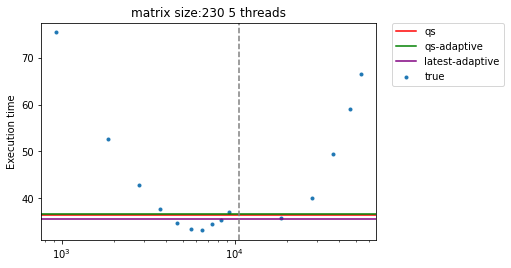 matrix size:230 5 threads
qs
qs-adaptive
latest-adaptive
true
Execution time
70
60
50
40
10³
10⁴